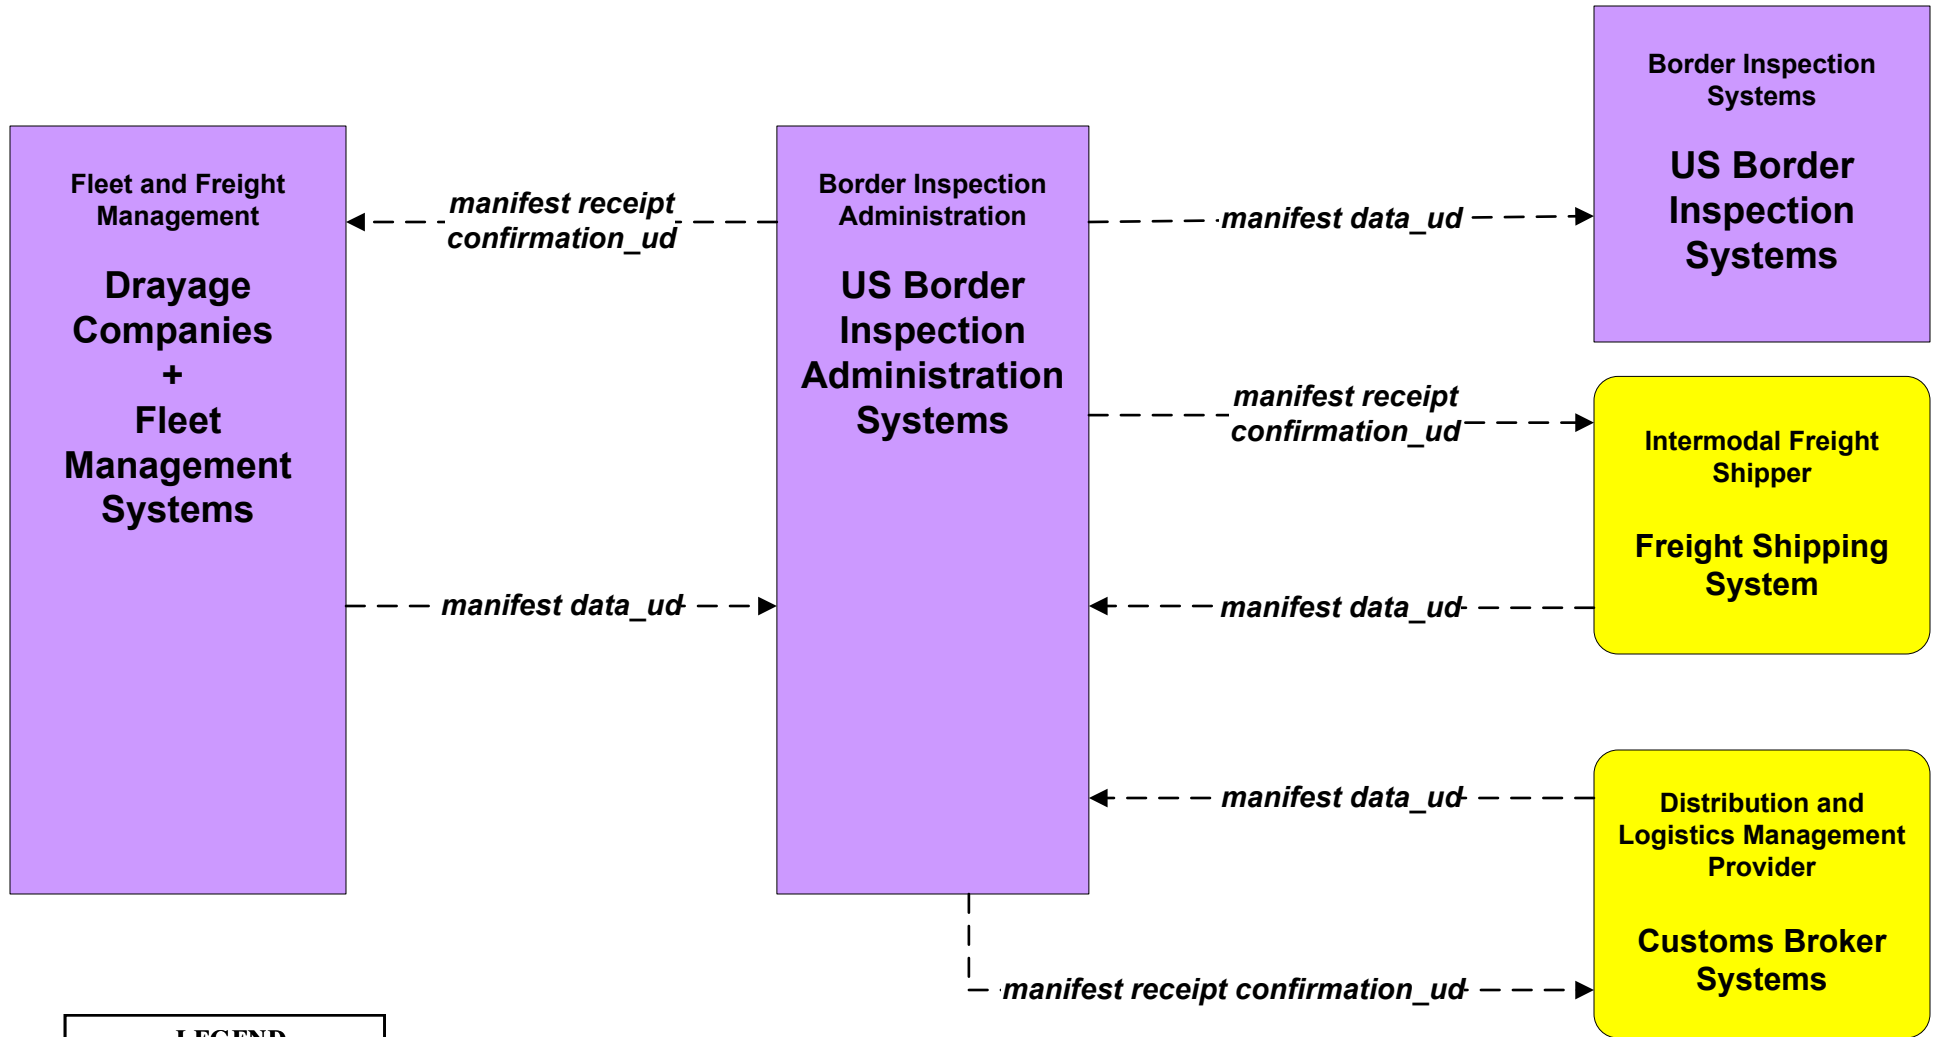 Fleet and Freight
Management
Drayage
Companies
+
Fleet
Management
Systems
manifest receipt
confirmation_ud
manifest data_ud
Border Inspection
Administration
US Border
Inspection
Administration
Systems
manifest data_ud
manifest receipt
confirmation_ud
manifest data_ud
manifest data_ud
manifest receipt confirmation_ud
Border Inspection
Systems
US Border
Inspection
Systems
Intermodal Freight
Shipper
Freight Shipping
System
Distribution and
Logistics Management
Provider
Customs Broker
Systems
LEGEND